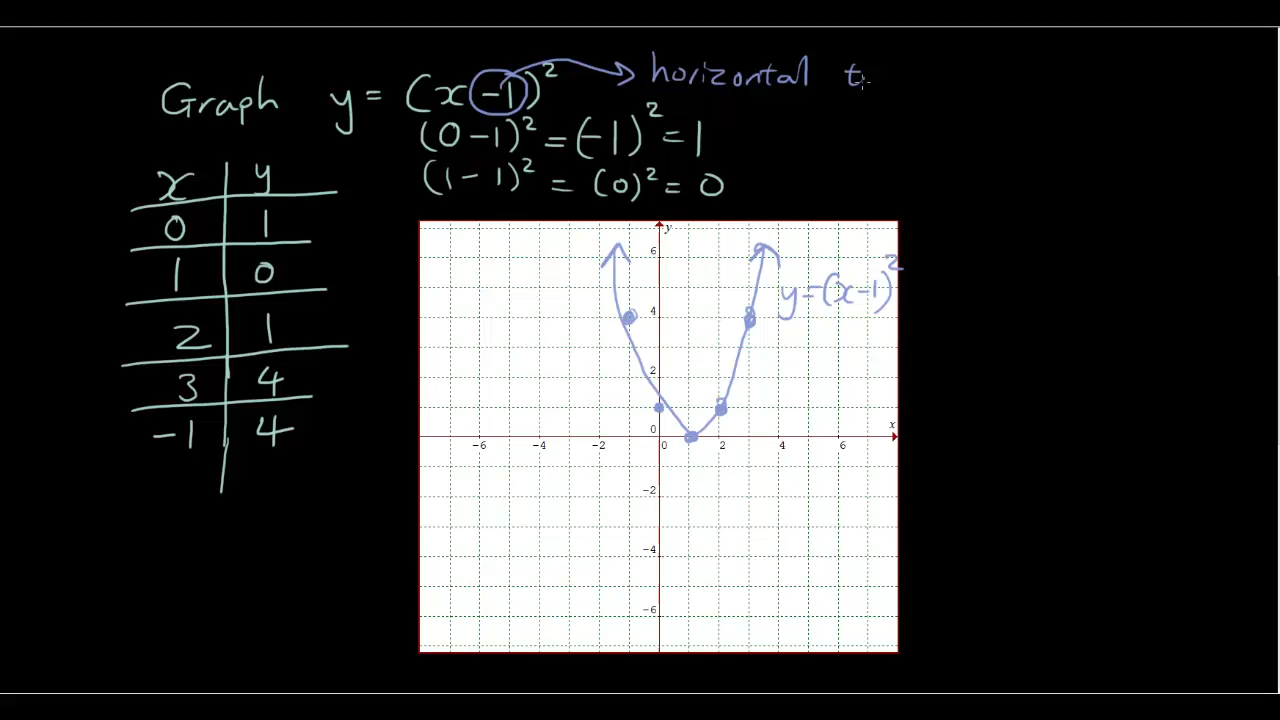 Graph y = (x -1)² → horizontal t
(0 -1)² = (-1)² = 1
(1 - 1)² = (0)² = 0
x y
0 1
1 0
2 1
3 4
-1 4
y
6
y=(x-1)²
4
2
0
x
-6 -4 -2 0 2 4 6
-2
-4
-6